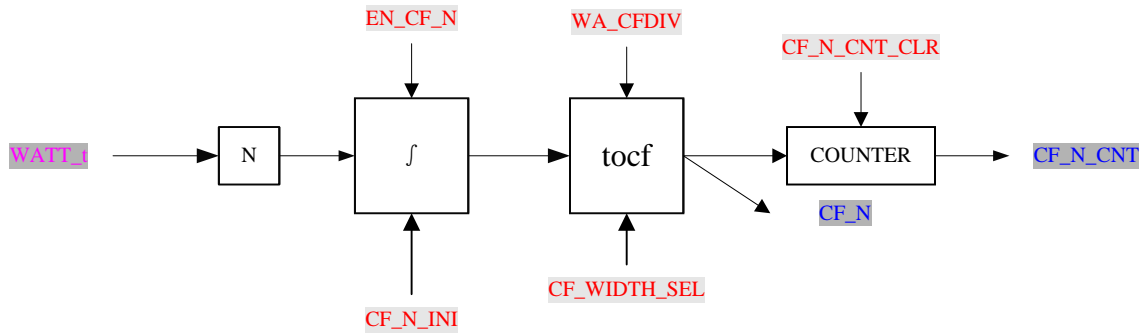 EN_CF_N
WA_CFDIV
CF_N_CNT_CLR
WATT_t
N
∫
tocf
COUNTER
CF_N_CNT
CF_N
CF_WIDTH_SEL
CF_N_INI